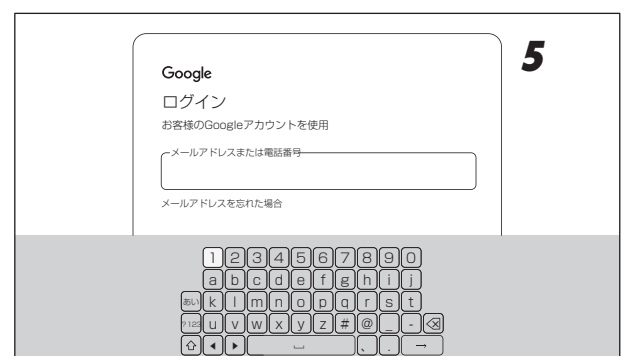 5
Google
ログイン
お客様のGoogleアカウントを使用
メールアドレスまたは電話番号
メールアドレスを忘れた場合
1 2 3 4 5 6 7 8 9 0
a b c d e f g h i j
あい k l m n o p q r s t
?123 u v w x y z # @ _ -
、 . →